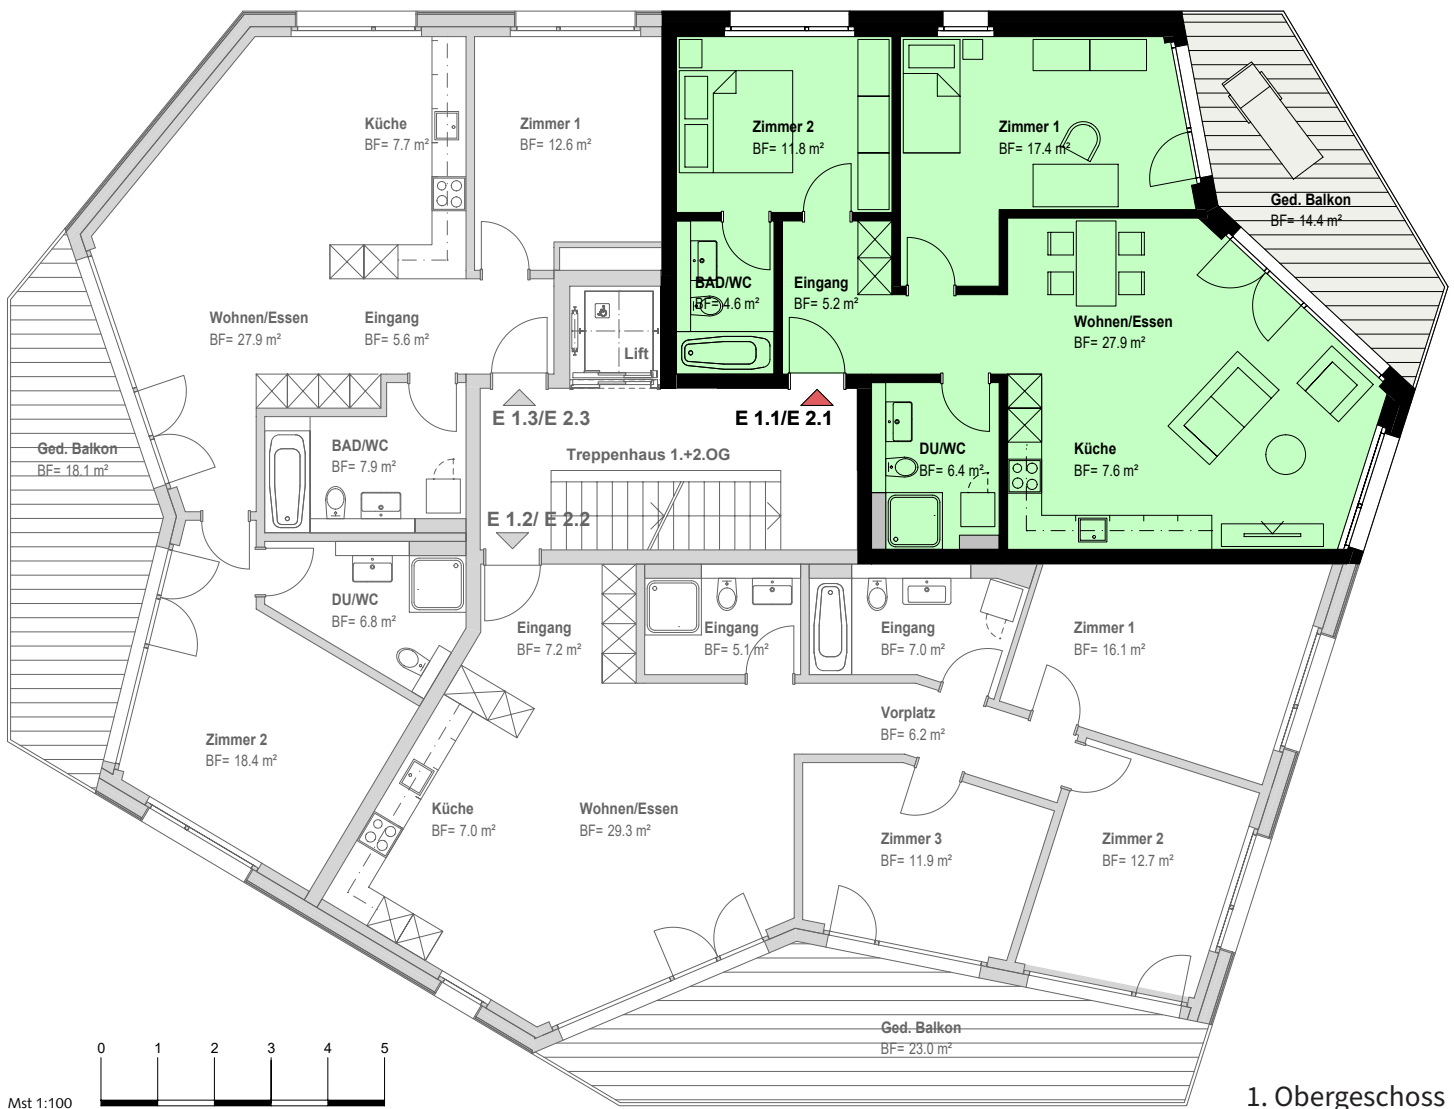 Küche
BF= 7.7 m²
Zimmer 1
BF= 12.6 m²
Zimmer 2
BF= 11.8 m²
Zimmer 1
BF= 17.4 m²
Ged. Balkon
BF= 14.4 m²
Wohnen/Essen
BF= 27.9 m²
Eingang
BF= 5.6 m²
Lift
BAD/WC
BF= 4.6 m²
Eingang
BF= 5.2 m²
Wohnen/Essen
BF= 27.9 m²
E 1.3/E 2.3
E 1.1/E 2.1
Ged. Balkon
BF= 18.1 m²
BAD/WC
BF= 7.9 m²
Treppenhaus 1.+2.OG
DU/WC
BF= 6.4 m²
Küche
BF= 7.6 m²
E 1.2/ E 2.2
DU/WC
BF= 6.8 m²
Eingang
BF= 7.2 m²
Eingang
BF= 5.1 m²
Eingang
BF= 7.0 m²
Zimmer 1
BF= 16.1 m²
Vorplatz
BF= 6.2 m²
Zimmer 2
BF= 18.4 m²
Küche
BF= 7.0 m²
Wohnen/Essen
BF= 29.3 m²
Zimmer 3
BF= 11.9 m²
Zimmer 2
BF= 12.7 m²
Ged. Balkon
BF= 23.0 m²
0 1 2 3 4 5
Mst 1:100
1. Obergeschoss